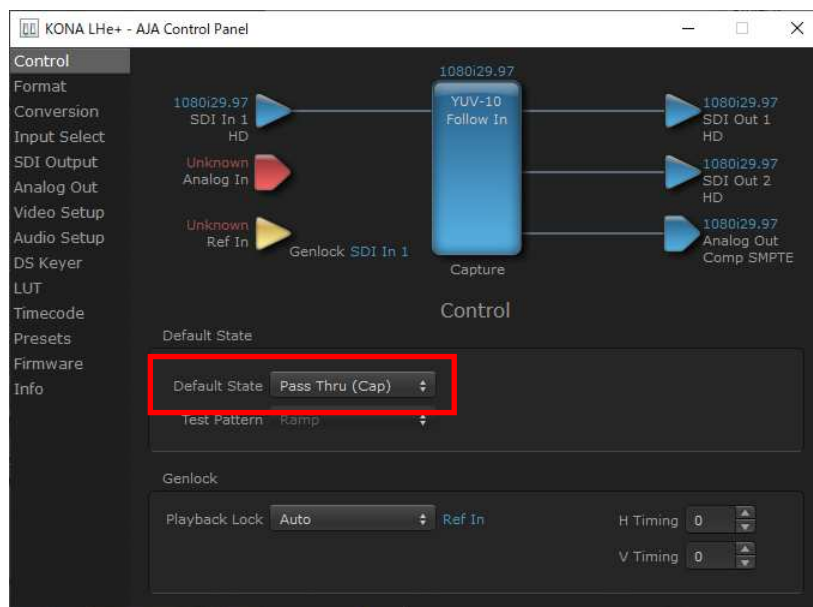 KONA LHe+ - AJA Control Panel
Control
Format
Conversion
Input Select
SDI Output
Analog Out
Video Setup
Audio Setup
DS Keyer
LUT
Timecode
Presets
Firmware
Info
1080i29.97
SDI In 1
HD
Unknown
Analog In
Unknown
Ref In
Genlock SDI In 1
1080i29.97
YUV-10
Follow In
Capture
1080i29.97
SDI Out 1
HD
1080i29.97
SDI Out 2
HD
1080i29.97
Analog Out
Comp SMPTE
Control
Default State
Default State Pass Thru (Cap)
Test Pattern Ramp
Genlock
Playback Lock Auto Ref In
H Timing 0
V Timing 0